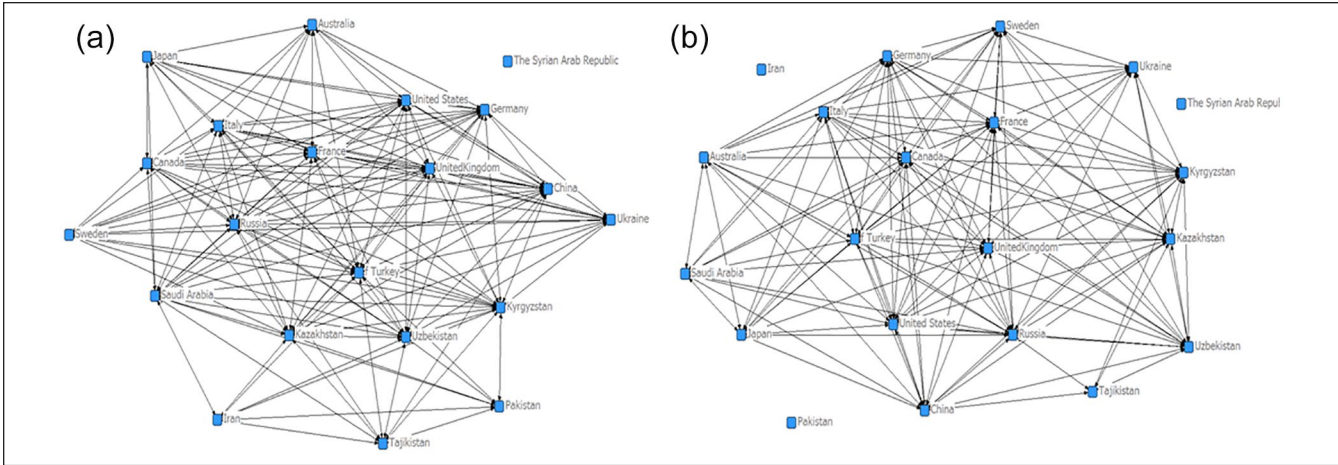 (a)
Australia
Japan
The Syrian Arab Republic
United States
Germany
Italy
France
Canada
UnitedKingdom
China
Ukraine
Russia
Sweden
f Turkey
Saudi Arabia
Kyrgyzstan
Kazakhstan
Uzbekistan
Pakistan
Iran
Tajikistan
(b)
Sweden
Germany
Ukraine
Iran
The Syrian Arab Repul
Italy
France
Australia
Canada
Kyrgyzstan
f Turkey
Kazakhstan
UnitedKingdom
Saudi Arabia
United States
Japan
Russia
Uzbekistan
Tajikistan
China
Pakistan